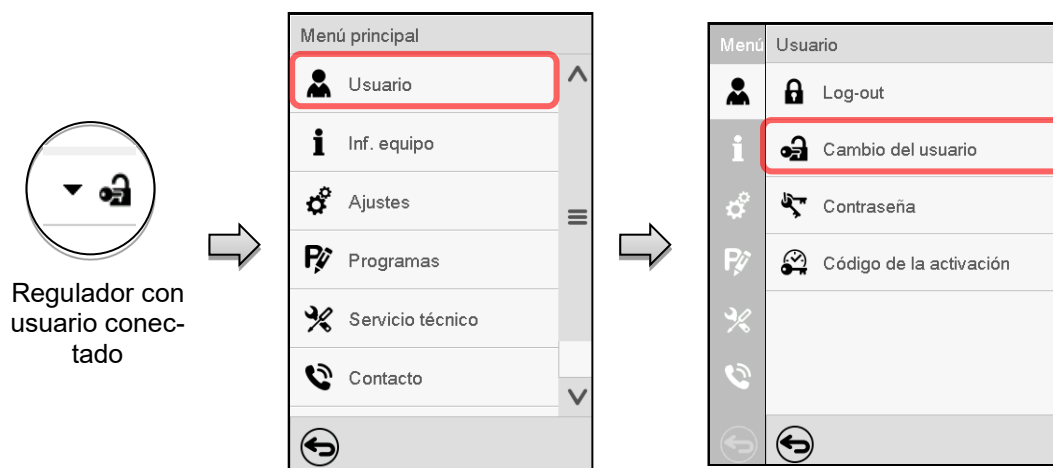 Regulador con
usuario conec-
tado
Menú principal
Usuario
Inf. equipo
Ajustes
Programas
Servicio técnico
Contacto
Menú Usuario
Log-out
Cambio del usuario
Contraseña
Código de la activación